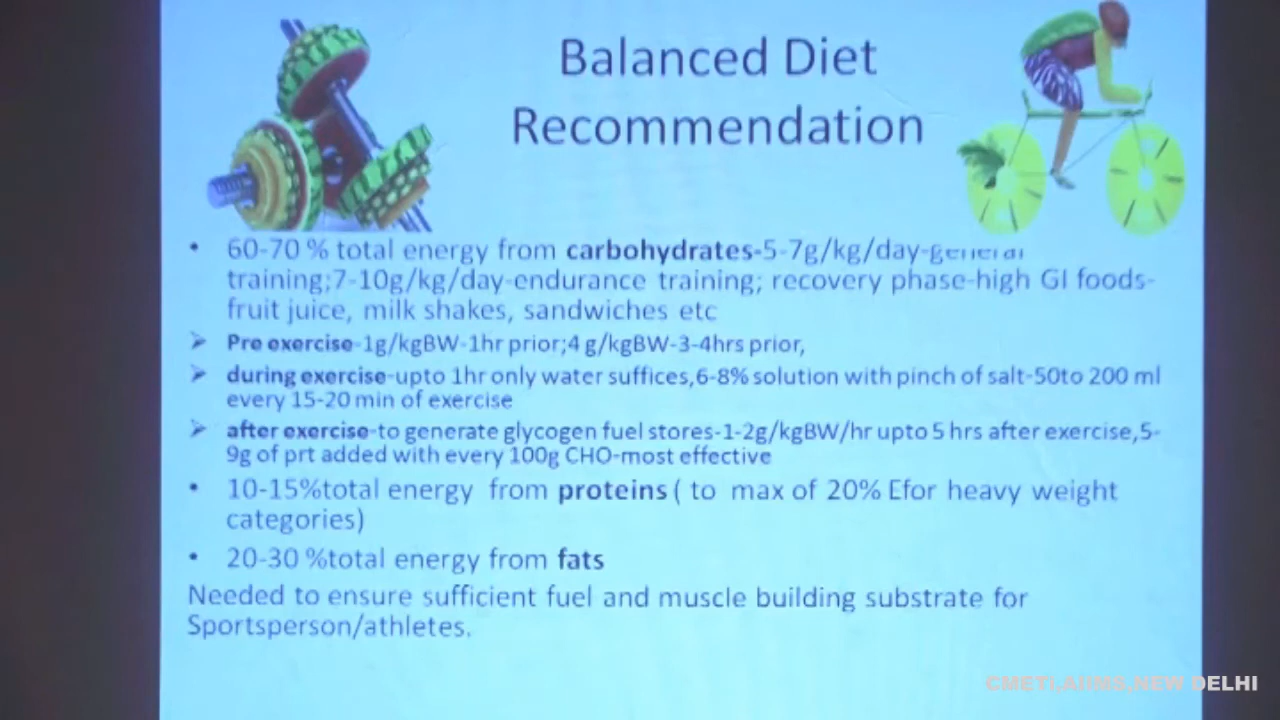 Balanced Diet
Recommendation
• 60-70 % total energy from carbohydrates-5-7g/kg/day-general
training;7-10g/kg/day-endurance training; recovery phase-high GI foods-
fruit juice, milk shakes, sandwiches etc
➢ Pre exercise-1g/kgBW-1hr prior;4 g/kgBW-3-4hrs prior,
➢ during exercise-upto 1hr only water suffices,6-8% solution with pinch of salt-50to 200 ml
every 15-20 min of exercise
➢ after exercise-to generate glycogen fuel stores-1-2g/kgBW/hr upto 5 hrs after exercise,5-
9g of prt added with every 100g CHO-most effective
• 10-15%total energy from proteins ( to max of 20% Efor heavy weight
categories)
• 20-30 %total energy from fats
Needed to ensure sufficient fuel and muscle building substrate for
Sportsperson/athletes.
CMET,AIIMS,NEW DELHI